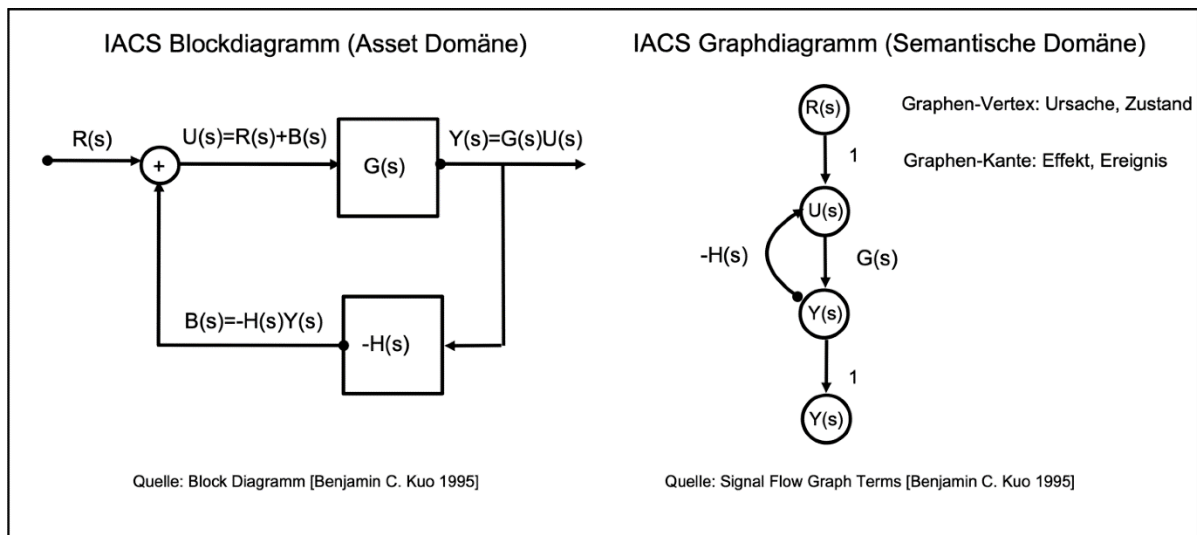 IACS Blockdiagramm (Asset Domäne)
R(s)
U(s)=R(s)+B(s)
Y(s)=G(s)U(s)
+
G(s)
B(s)=-H(s)Y(s)
-H(s)
Quelle: Block Diagramm [Benjamin C. Kuo 1995]
IACS Graphdiagramm (Semantische Domäne)
R(s)
Graphen-Vertex: Ursache, Zustand
1
Graphen-Kante: Effekt, Ereignis
U(s)
-H(s)
G(s)
Y(s)
1
Y(s)
Quelle: Signal Flow Graph Terms [Benjamin C. Kuo 1995]